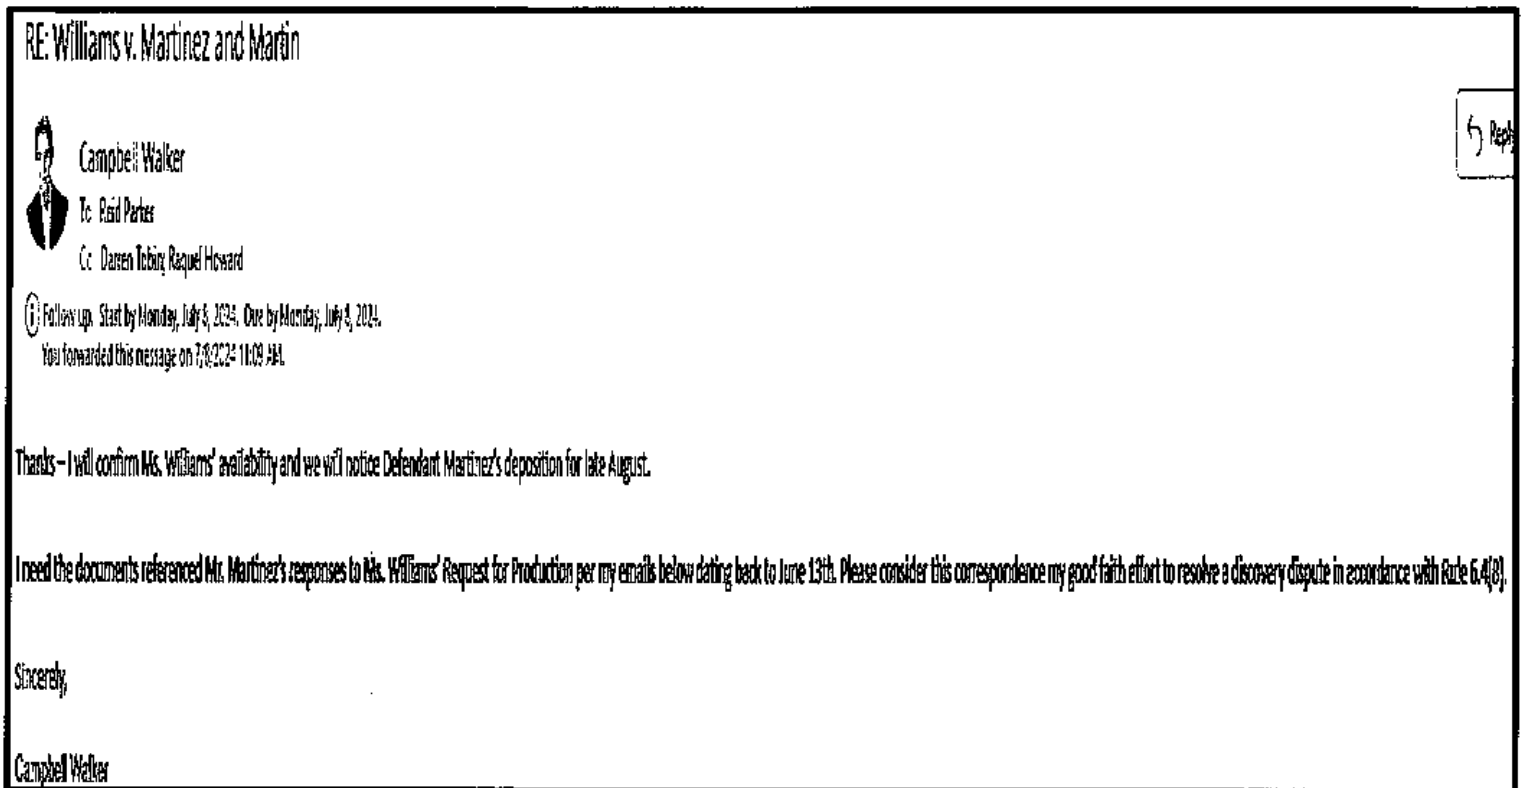 RE: Williams v. Martinez and Martin
Reply
Campbell Walker
To Reid Parker
Cc Darren Tobin; Raquel Howard
Follow up. Start by Monday, July 8, 2024. Due by Monday, July 8, 2024.
You forwarded this message on 7/8/2024 11:09 AM.
Thanks – I will confirm Ms. Williams' availability and we will notice Defendant Martinez's deposition for late August.
I need the documents referenced Mr. Martinez's responses to Ms. Williams' Request for Production per my emails below dating back to June 13th. Please consider this correspondence my good faith effort to resolve a discovery dispute in accordance with Rule 6.4(B).
Sincerely,
Campbell Walker